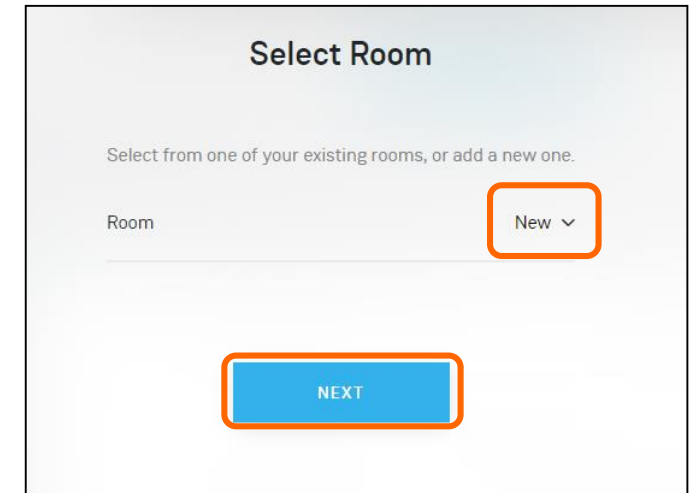 Select Room
Select from one of your existing rooms, or add a new one.
Room New
NEXT